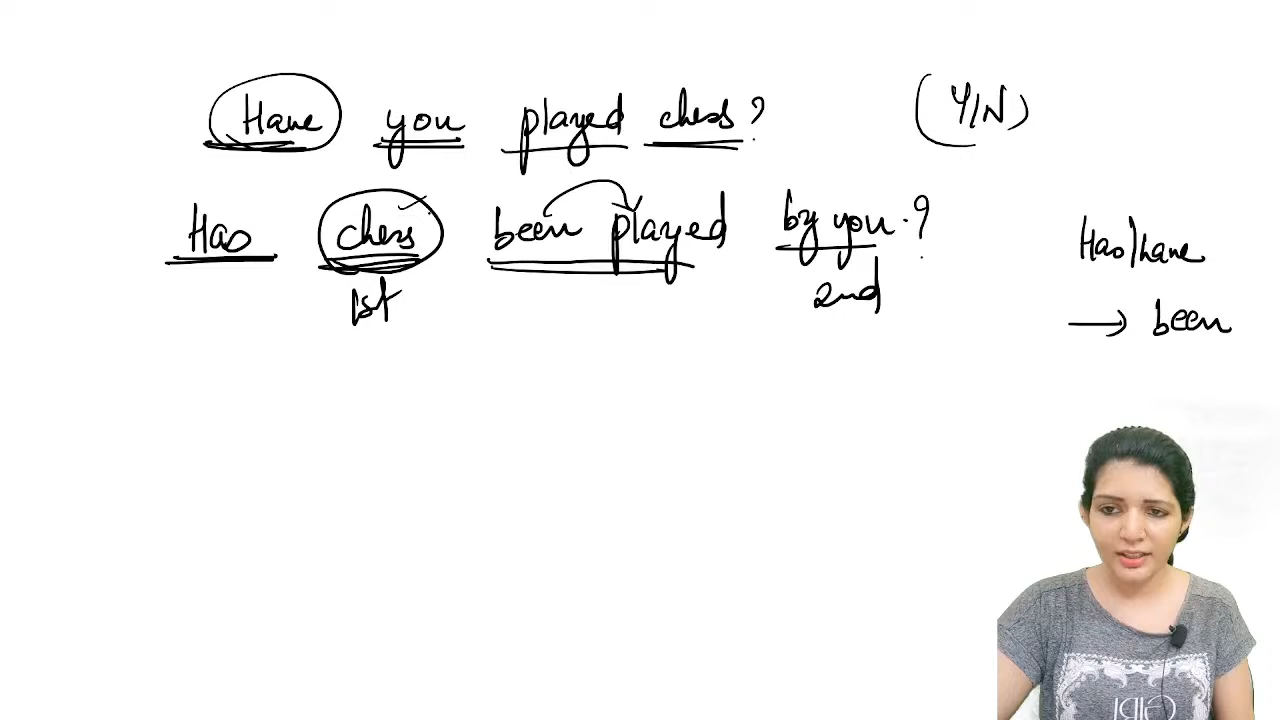 Have you played chess? (Y/N)
Has chess been played by you.?
1st 2nd
Has/have
→ been